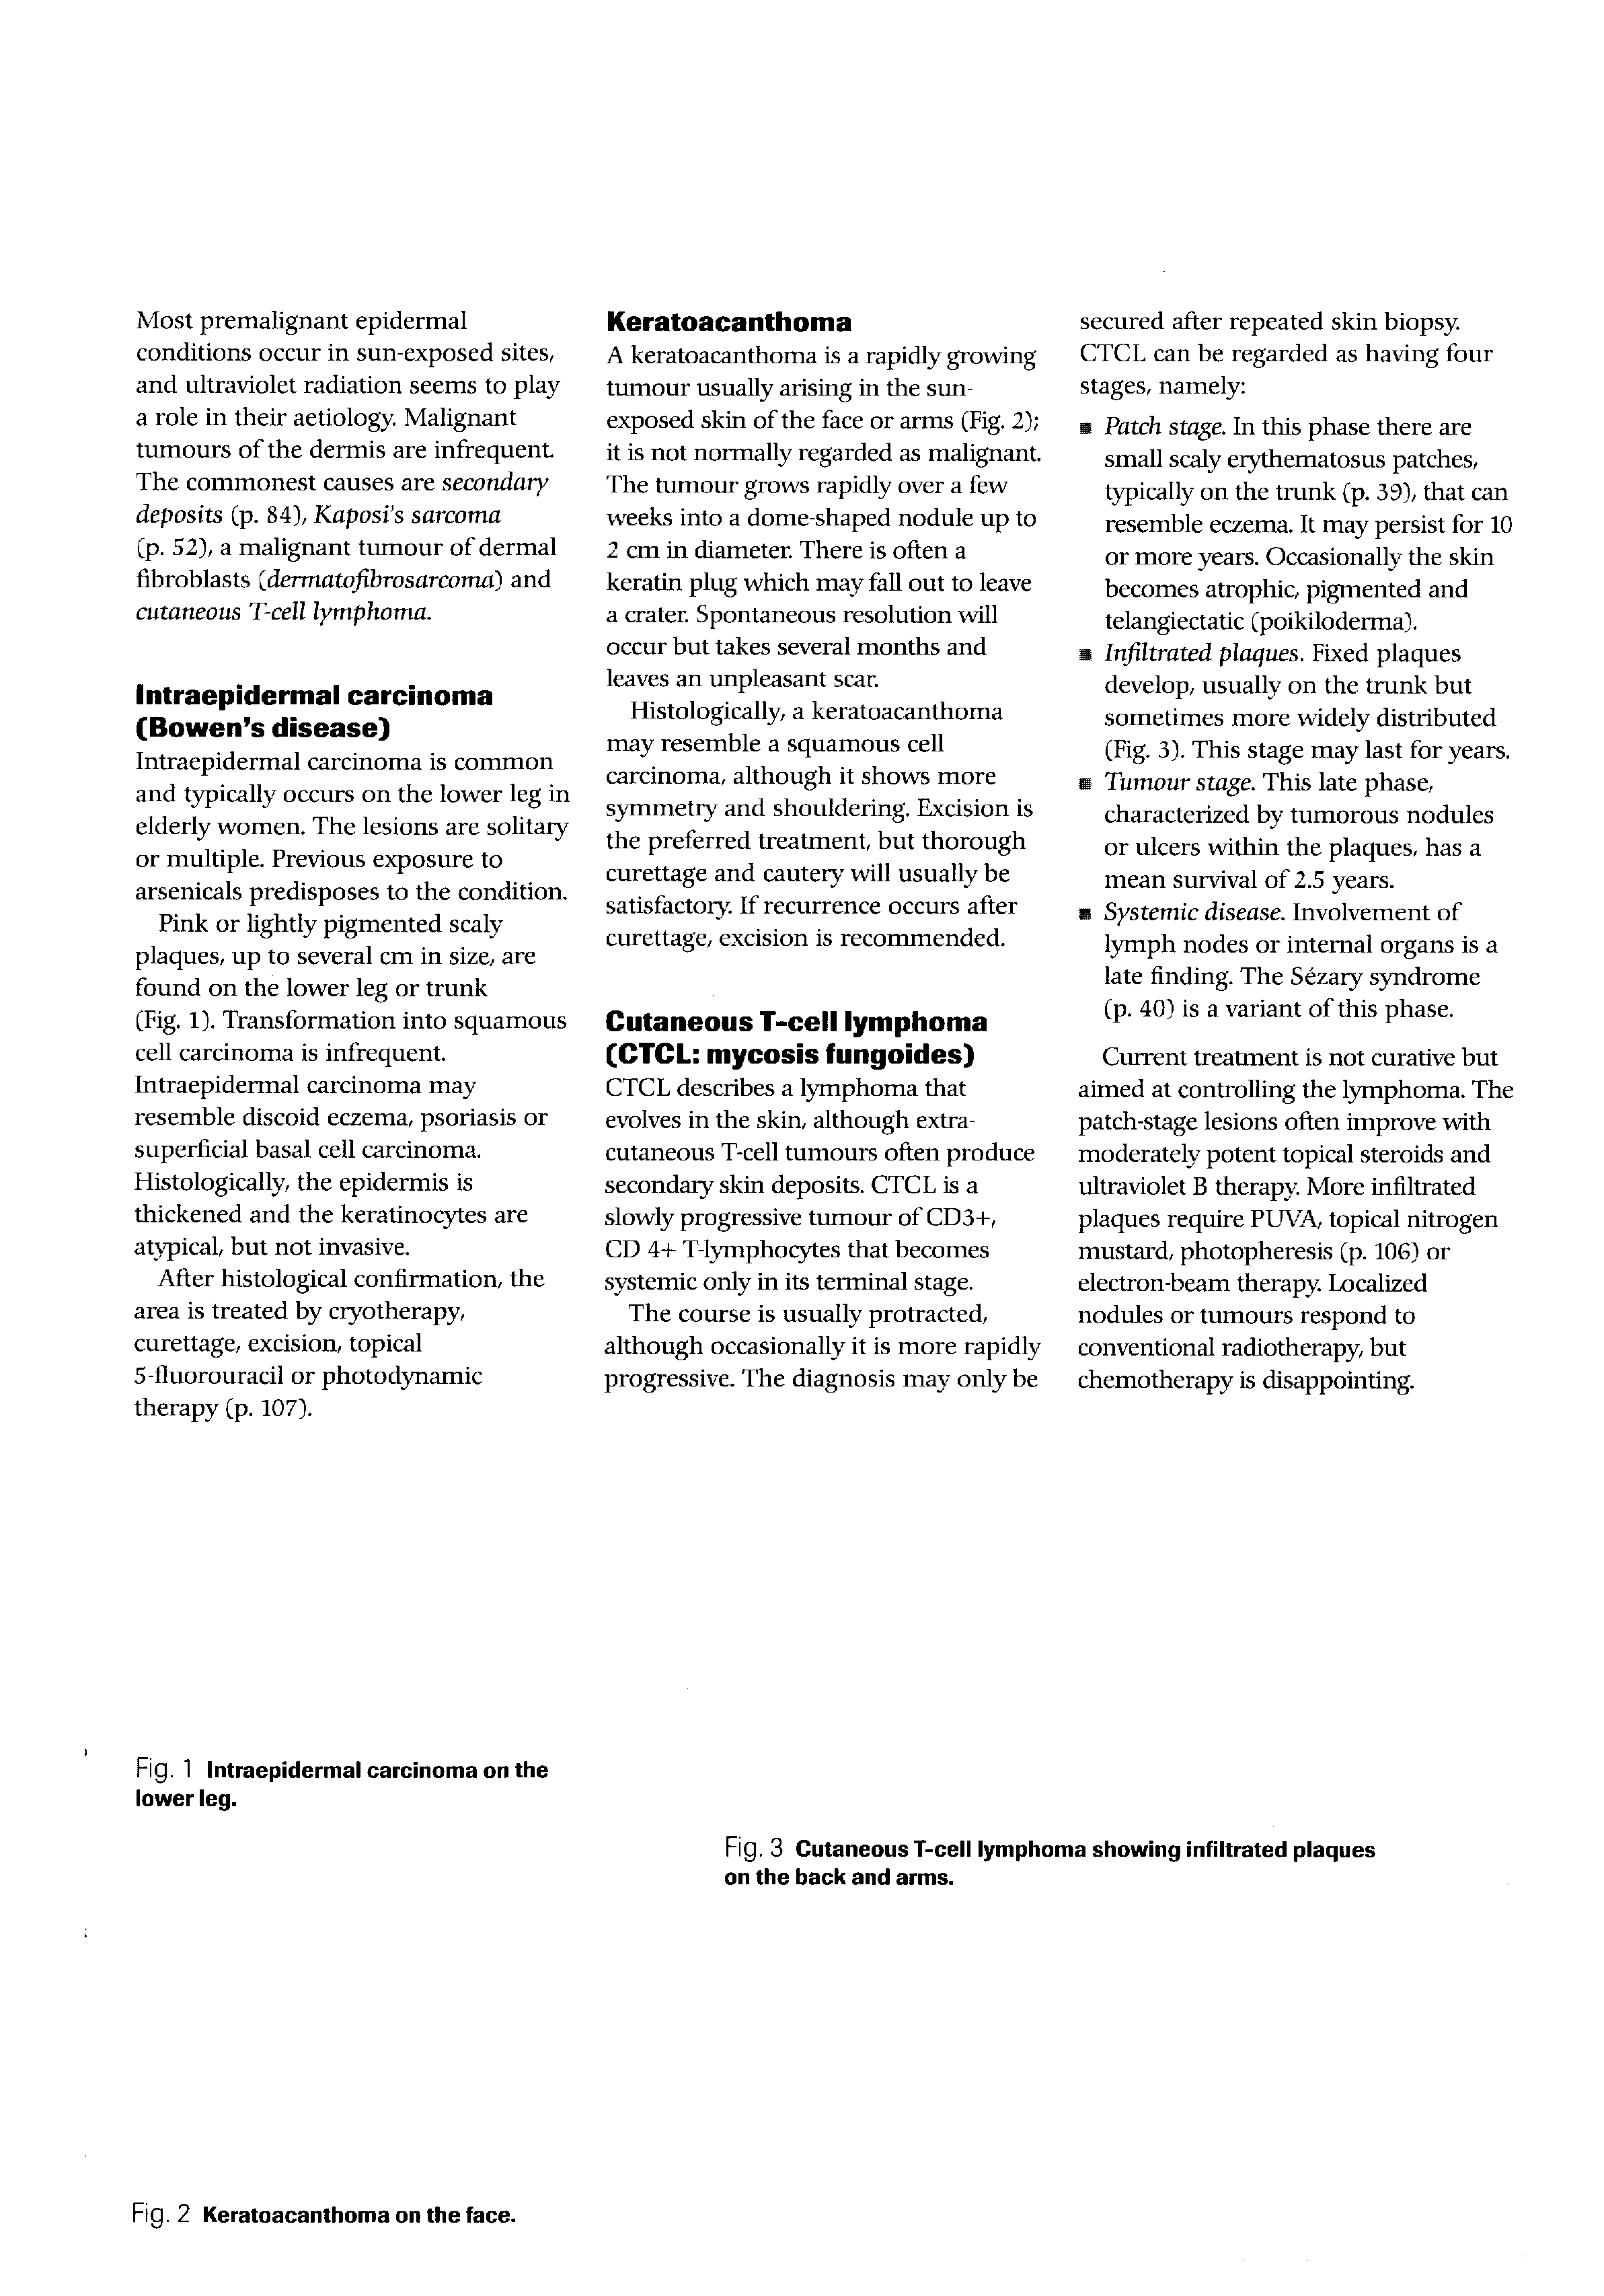 Most premalignant epidermal
conditions occur in sun-exposed sites,
and ultraviolet radiation seems to play
a role in their aetiology. Malignant
tumours of the dermis are infrequent.
The commonest causes are secondary
deposits (p. 84), Kaposi's sarcoma
(p. 52), a malignant tumour of dermal
fibroblasts (dermatofibrosarcoma) and
cutaneous T-cell lymphoma.
Intraepidermal carcinoma
(Bowen's disease)
Intraepidermal carcinoma is common
and typically occurs on the lower leg in
elderly women. The lesions are solitary
or multiple. Previous exposure to
arsenicals predisposes to the condition.
Pink or lightly pigmented scaly
plaques, up to several cm in size, are
found on the lower leg or trunk
(Fig. 1). Transformation into squamous
cell carcinoma is infrequent.
Intraepidermal carcinoma may
resemble discoid eczema, psoriasis or
superficial basal cell carcinoma.
Histologically, the epidermis is
thickened and the keratinocytes are
atypical, but not invasive.
After histological confirmation, the
area is treated by cryotherapy,
curettage, excision, topical
5-fluorouracil or photodynamic
therapy (p. 107).
Keratoacanthoma
A keratoacanthoma is a rapidly growing
tumour usually arising in the sun-
exposed skin of the face or arms (Fig. 2);
it is not normally regarded as malignant.
The tumour grows rapidly over a few
weeks into a dome-shaped nodule up to
2 cm in diameter. There is often a
keratin plug which may fall out to leave
a crater. Spontaneous resolution will
occur but takes several months and
leaves an unpleasant scar.
Histologically, a keratoacanthoma
may resemble a squamous cell
carcinoma, although it shows more
symmetry and shouldering. Excision is
the preferred treatment, but thorough
curettage and cautery will usually be
satisfactory. If recurrence occurs after
curettage, excision is recommended.
Cutaneous T-cell lymphoma
(CTCL: mycosis fungoides)
CTCL describes a lymphoma that
evolves in the skin, although extra-
cutaneous T-cell tumours often produce
secondary skin deposits. CTCL is a
slowly progressive tumour of CD3+,
CD 4+ T-lymphocytes that becomes
systemic only in its terminal stage.
The course is usually protracted,
although occasionally it is more rapidly
progressive. The diagnosis may only be
secured after repeated skin biopsy.
CTCL can be regarded as having four
stages, namely:
■ Patch stage. In this phase there are
small scaly erythematosus patches,
typically on the trunk (p. 39), that can
resemble eczema. It may persist for 10
or more years. Occasionally the skin
becomes atrophic, pigmented and
telangiectatic (poikiloderma).
■ Infiltrated plaques. Fixed plaques
develop, usually on the trunk but
sometimes more widely distributed
(Fig. 3). This stage may last for years.
■ Tumour stage. This late phase,
characterized by tumorous nodules
or ulcers within the plaques, has a
mean survival of 2.5 years.
■ Systemic disease. Involvement of
lymph nodes or internal organs is a
late finding. The Sézary syndrome
(p. 40) is a variant of this phase.
Current treatment is not curative but
aimed at controlling the lymphoma. The
patch-stage lesions often improve with
moderately potent topical steroids and
ultraviolet B therapy. More infiltrated
plaques require PUVA, topical nitrogen
mustard, photopheresis (p. 106) or
electron-beam therapy. Localized
nodules or tumours respond to
conventional radiotherapy, but
chemotherapy is disappointing.
Fig. 1 Intraepidermal carcinoma on the
lower leg.
Fig. 3 Cutaneous T-cell lymphoma showing infiltrated plaques
on the back and arms.
Fig. 2 Keratoacanthoma on the face.